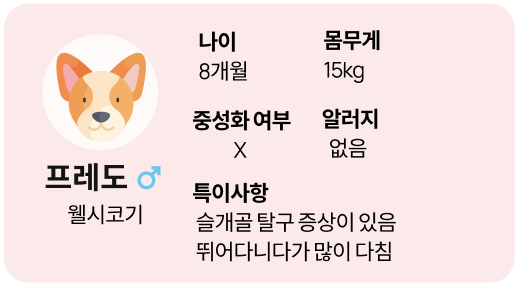 프레도 ♂
웰시코기
나이
8개월
몸무게
15kg
중성화 여부
X
알러지
없음
특이사항
슬개골 탈구 증상이 있음
뛰어다니다가 많이 다침